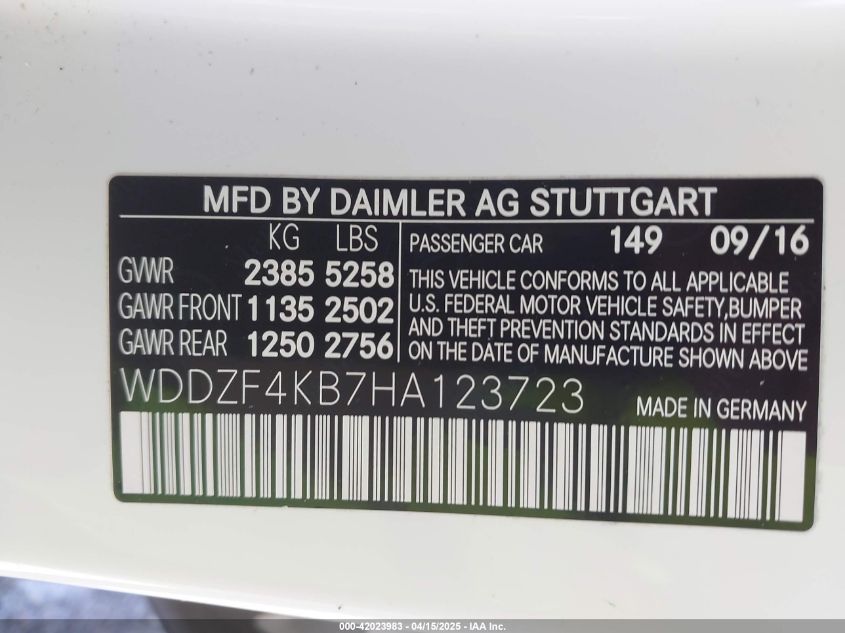 MFD BY DAIMLER AG STUTTGART
KG LBS
GVWR 2385 5258
GAWR FRONT 1135 2502
GAWR REAR 1250 2756
PASSENGER CAR 149 09/16
THIS VEHICLE CONFORMS TO ALL APPLICABLE
U.S. FEDERAL MOTOR VEHICLE SAFETY,BUMPER
AND THEFT PREVENTION STANDARDS IN EFFECT
ON THE DATE OF MANUFACTURE SHOWN ABOVE
WDDZF4KB7HA123723
MADE IN GERMANY
000-42023983 - 04/15/2025 - IAA Inc.